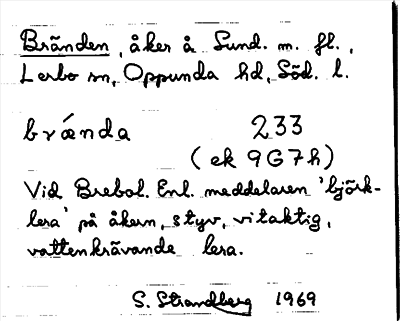 Bränden, åker å Sund. m. fl.,
Lerbo sn, Oppunda hd, Söd. l.
brǽnda 233
(ek 9G7h)
Vid Brebol. Enl. meddelaren 'björk-
lera' på åkern, styv, vitaktig,
vattenkrävande lera.
S. Strandberg 1969